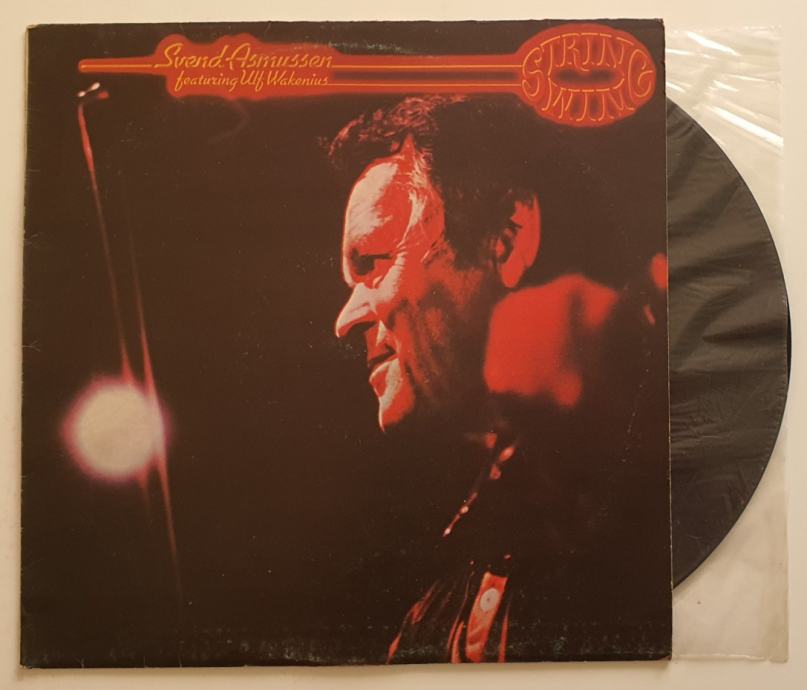 Svend Asmussen
featuring Ulf Wakenius
STRING
SWING